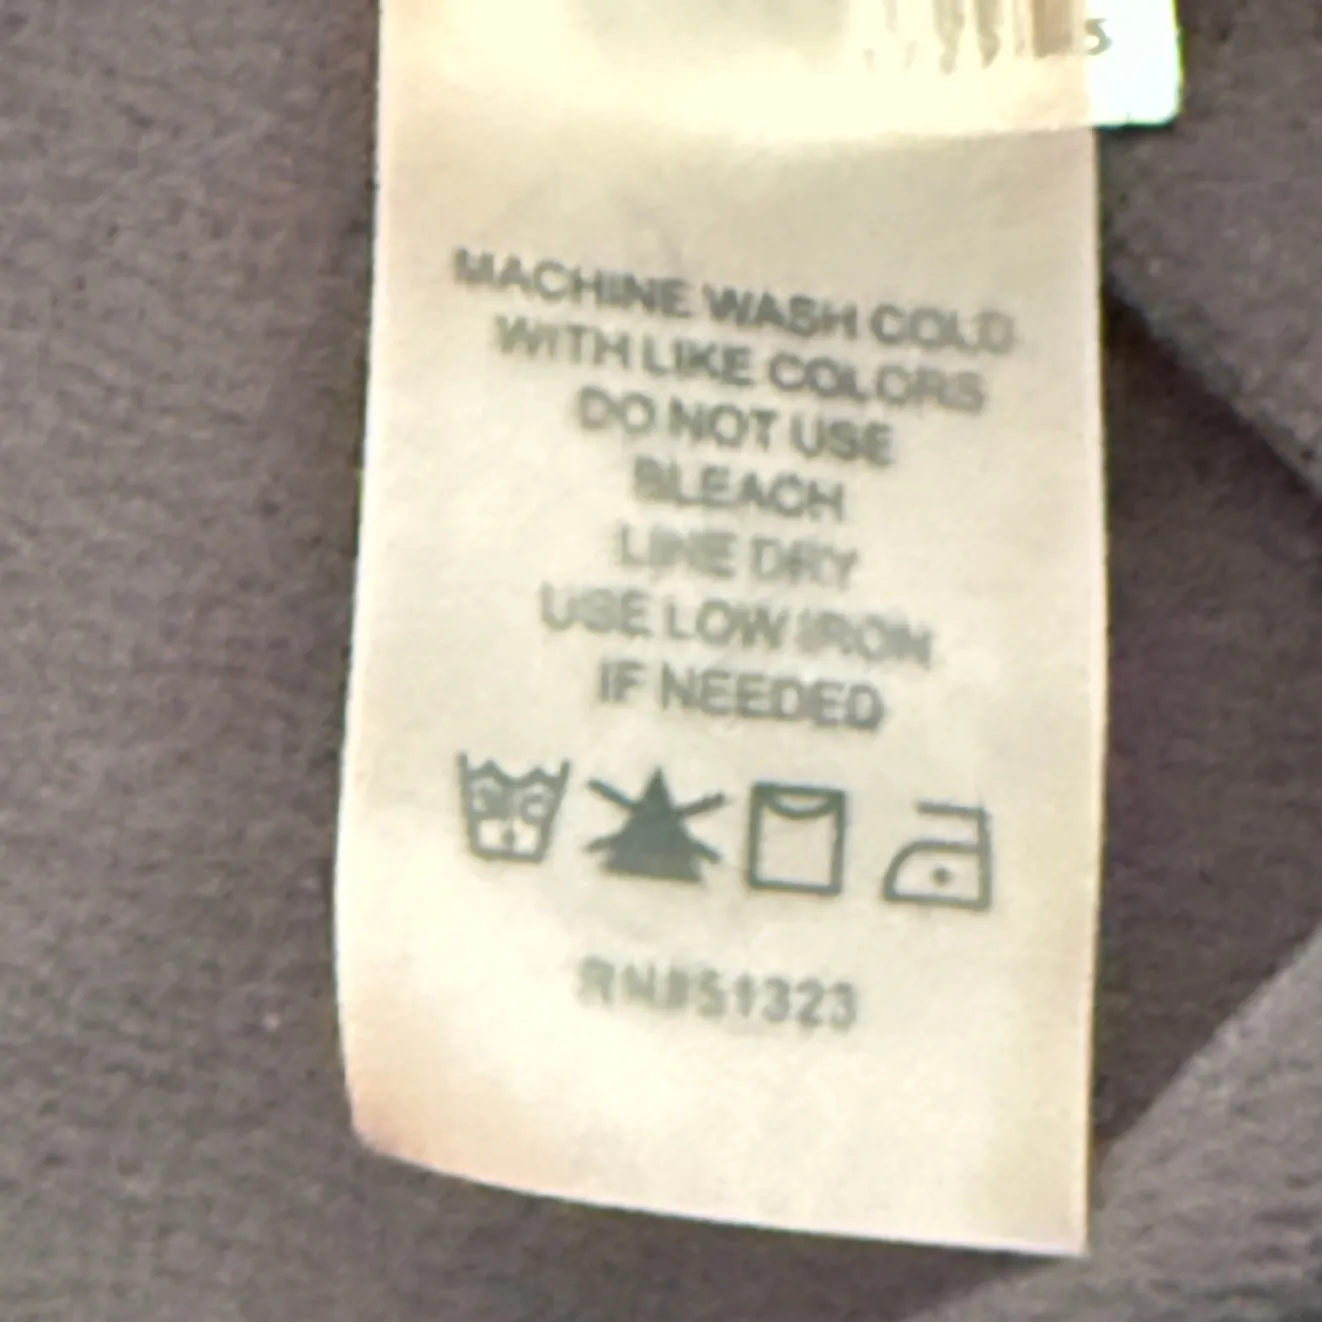 5
MACHINE WASH COLD
WITH LIKE COLORS
DO NOT USE
BLEACH
LINE DRY
USE LOW IRON
IF NEEDED
RN#51323